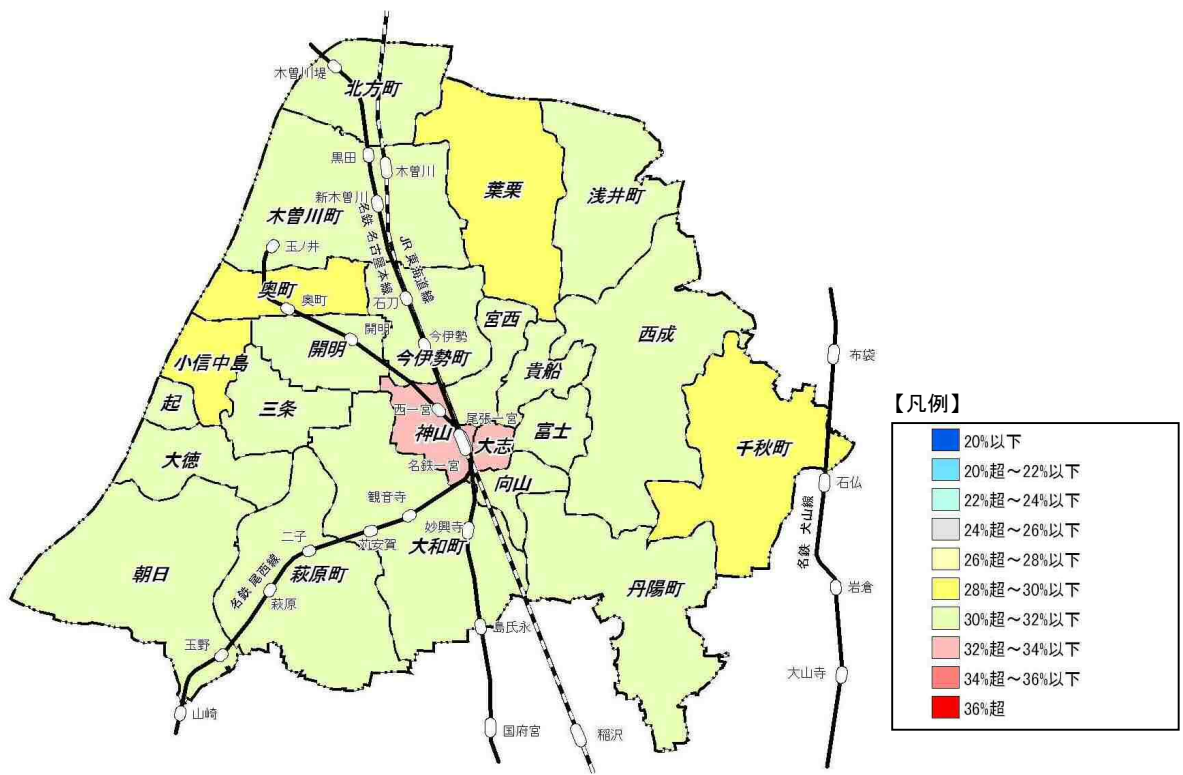 木曽川堤
北方町
黒田
木曽川
葉栗
浅井町
新木曽川
木曽川町
名鉄 名古屋本線
JR 東海道線
玉ノ井
奥町
奥町
石刀
宮西
西成
開明
開明
今伊勢
今伊勢町
小信中島
貴船
布袋
起
三条
西一宮
尾張一宮
神山
大志
富士
千秋町
大徳
名鉄一宮
向山
石仏
観音寺
妙興寺
二子
苅安賀
大和町
名鉄 犬山線
朝日
名鉄 尾西線
萩原町
丹陽町
岩倉
萩原
島氏永
玉野
大山寺
山崎
国府宮
稲沢
【凡例】
20%以下
20%超～22%以下
22%超～24%以下
24%超～26%以下
26%超～28%以下
28%超～30%以下
30%超～32%以下
32%超～34%以下
34%超～36%以下
36%超